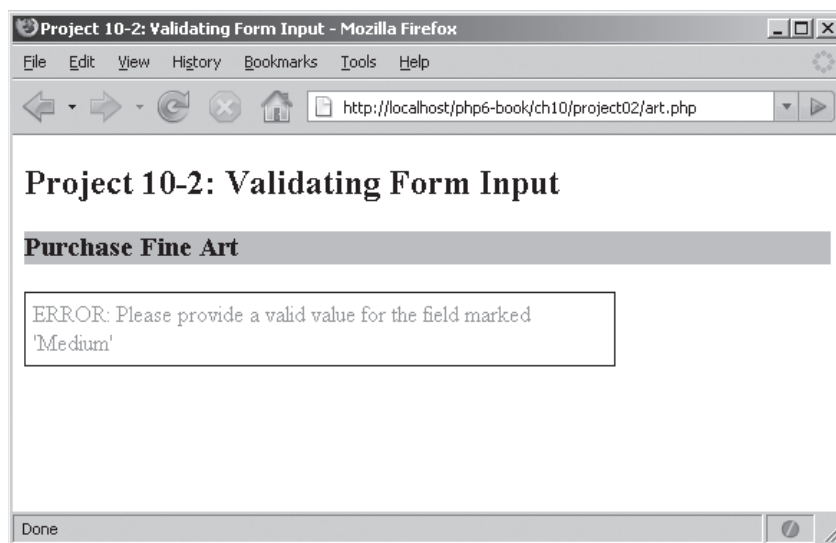 Project 10-2: Validating Form Input - Mozilla Firefox
File Edit View History Bookmarks Tools Help
http://localhost/php6-book/ch10/project02/art.php
Project 10-2: Validating Form Input
Purchase Fine Art
ERROR: Please provide a valid value for the field marked
'Medium'
Done